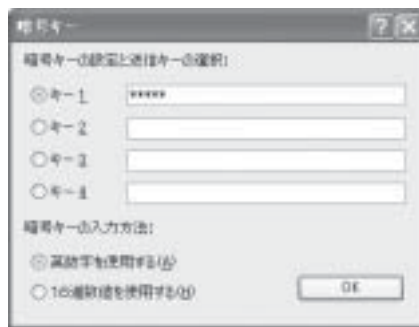 暗号キー
暗号キーの設定と送信キーの選択:
キー1 *****
キー2
キー3
キー4
暗号キーの入力方法:
英数字を使用する(A)
16進数値を使用する(H)
OK